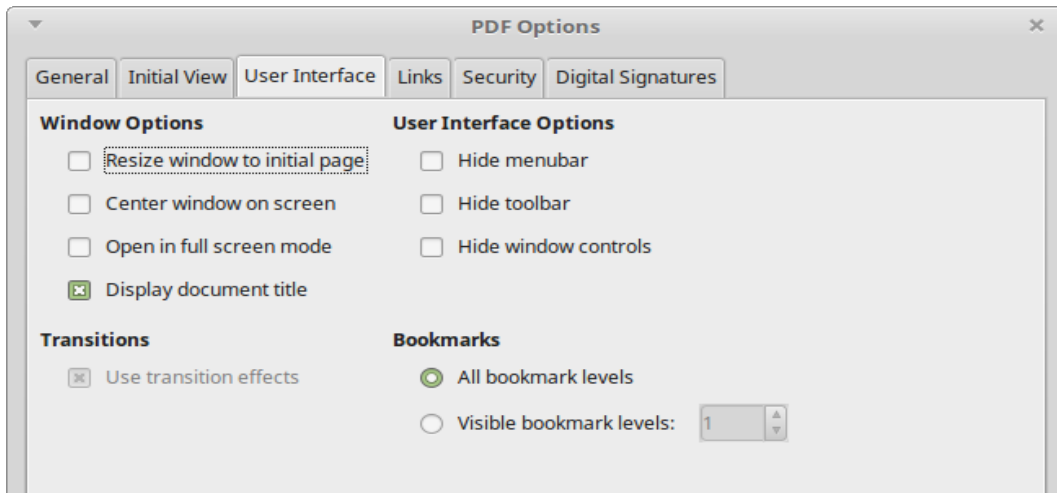 PDF Options
General Initial View User Interface Links Security Digital Signatures
Window Options
Resize window to initial page
Center window on screen
Open in full screen mode
Display document title
User Interface Options
Hide menubar
Hide toolbar
Hide window controls
Transitions
Use transition effects
Bookmarks
All bookmark levels
Visible bookmark levels: 1